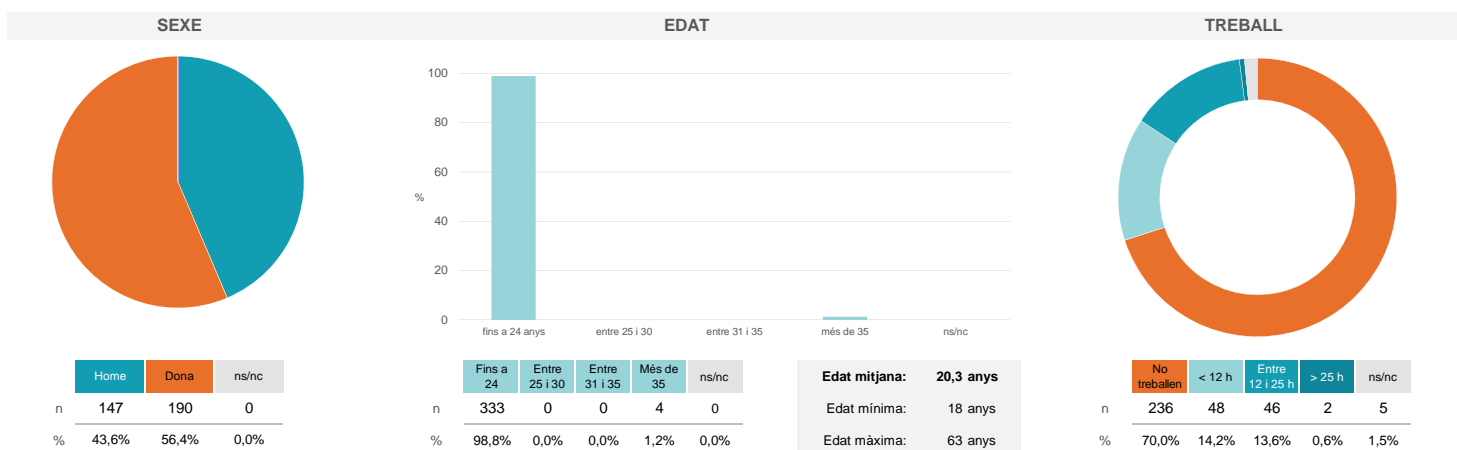 SEXE
EDAT
TREBALL
100
80
60
%
40
20
0
fins a 24 anys
entre 25 i 30
entre 31 i 35
més de 35
ns/nc
Home Dona ns/nc
n 147 190 0
% 43,6% 56,4% 0,0%
Fins a 24 Entre 25 i 30 Entre 31 i 35 Més de 35 ns/nc
n 333 0 0 4 0
% 98,8% 0,0% 0,0% 1,2% 0,0%
Edat mitjana: 20,3 anys
Edat mínima: 18 anys
Edat màxima: 63 anys
No treballen < 12 h Entre 12 i 25 h > 25 h ns/nc
n 236 48 46 2 5
% 70,0% 14,2% 13,6% 0,6% 1,5%